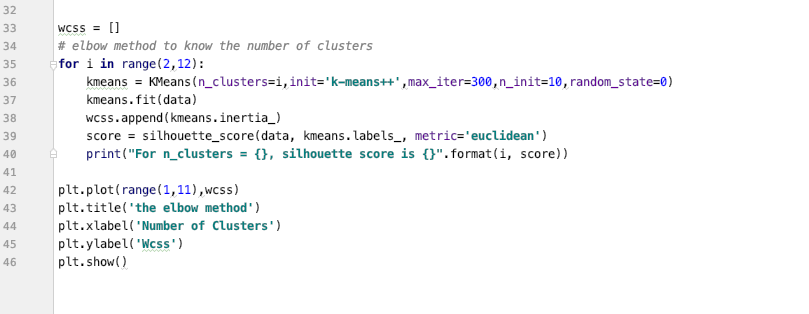 32
33 wcss = []
34 # elbow method to know the number of clusters
35 for i in range(2,12):
36     kmeans = KMeans(n_clusters=i,init='k-means++',max_iter=300,n_init=10,random_state=0)
37     kmeans.fit(data)
38     wcss.append(kmeans.inertia_)
39     score = silhouette_score(data, kmeans.labels_, metric='euclidean')
40     print("For n_clusters = {}, silhouette score is {}".format(i, score))
41
42 plt.plot(range(1,11),wcss)
43 plt.title('the elbow method')
44 plt.xlabel('Number of Clusters')
45 plt.ylabel('Wcss')
46 plt.show()